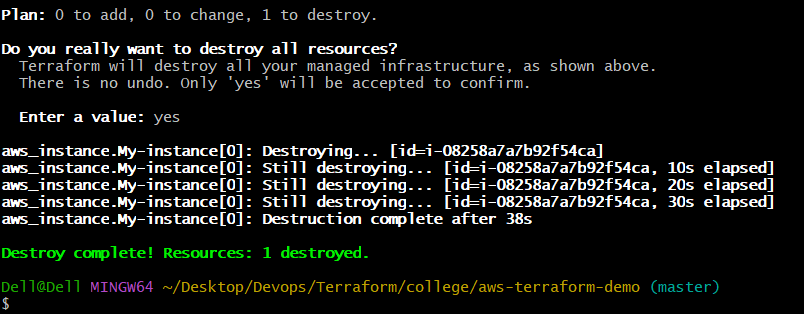 Plan: 0 to add, 0 to change, 1 to destroy.
Do you really want to destroy all resources?
Terraform will destroy all your managed infrastructure, as shown above.
There is no undo. Only 'yes' will be accepted to confirm.
Enter a value: yes
aws_instance.My-instance[0]: Destroying... [id=i-08258a7a7b92f54ca]
aws_instance.My-instance[0]: Still destroying... [id=i-08258a7a7b92f54ca, 10s elapsed]
aws_instance.My-instance[0]: Still destroying... [id=i-08258a7a7b92f54ca, 20s elapsed]
aws_instance.My-instance[0]: Still destroying... [id=i-08258a7a7b92f54ca, 30s elapsed]
aws_instance.My-instance[0]: Destruction complete after 38s
Destroy complete! Resources: 1 destroyed.
Dell@Dell MINGW64 ~/Desktop/Devops/Terraform/college/aws-terraform-demo (master)
$